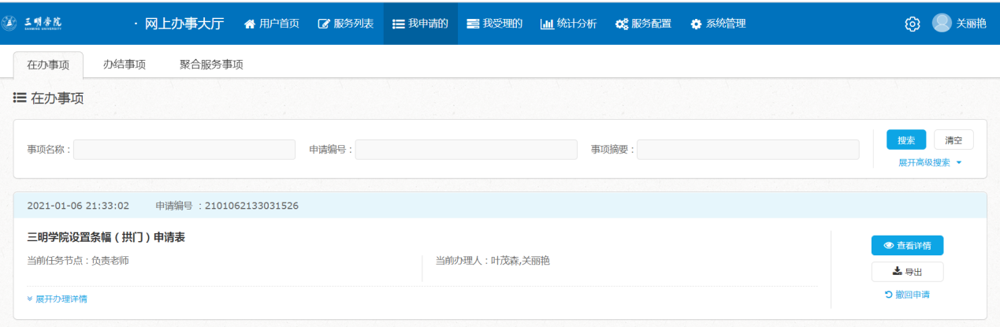 三明学院 · 网上办事大厅 用户首页 服务列表 我申请的 我受理的 统计分析 服务配置 系统管理 关丽艳
SANMING UNIVERSITY
在办事项 办结事项 聚合服务事项
在办事项
事项名称： 申请编号： 事项摘要： 搜索 清空
展开高级搜索
2021-01-06 21:33:02 申请编号 ：2101062133031526
三明学院设置条幅（拱门）申请表
查看详情
当前任务节点：负责老师 当前办理人：叶茂森,关丽艳
导出
展开办理详情 撤回申请